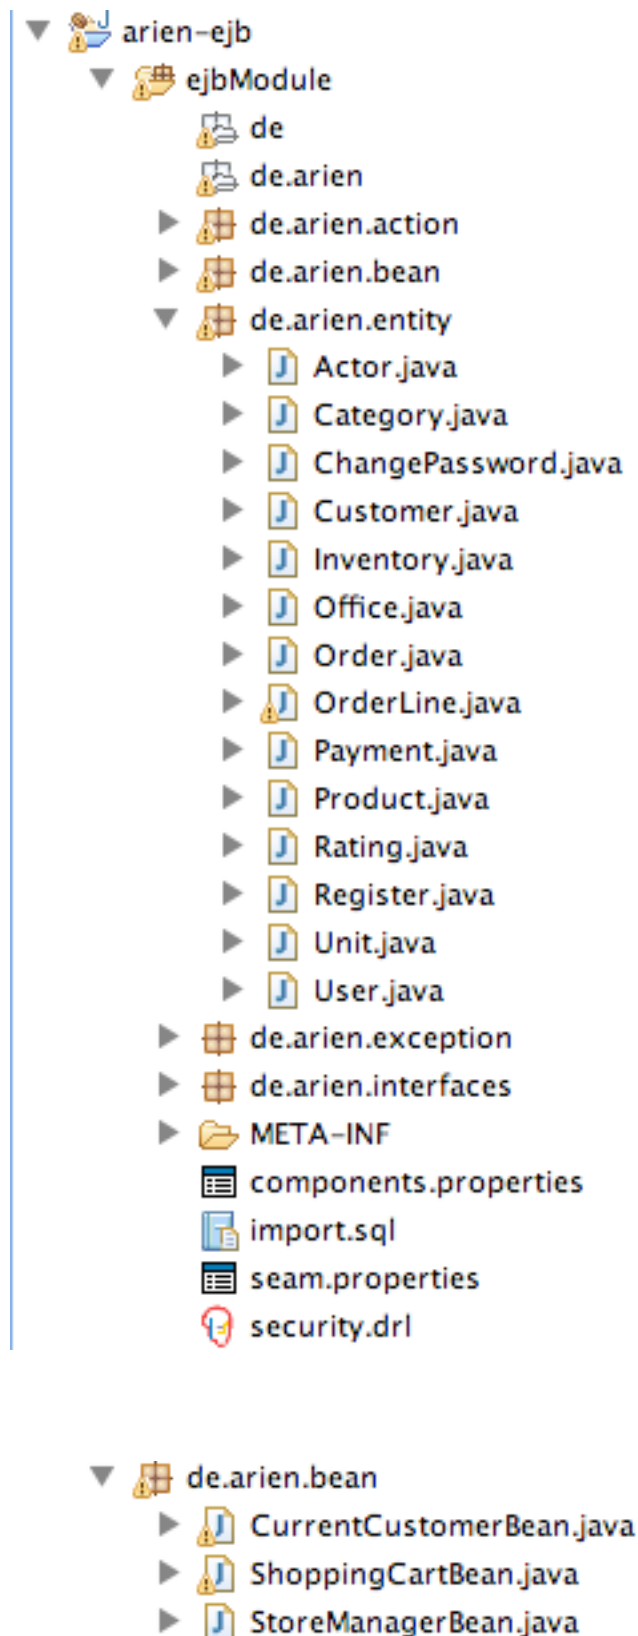 arien-ejb
ejbModule
de
de.arien
de.arien.action
de.arien.bean
de.arien.entity
Actor.java
Category.java
ChangePassword.java
Customer.java
Inventory.java
Office.java
Order.java
OrderLine.java
Payment.java
Product.java
Rating.java
Register.java
Unit.java
User.java
de.arien.exception
de.arien.interfaces
META-INF
components.properties
import.sql
seam.properties
security.drl
de.arien.bean
CurrentCustomerBean.java
ShoppingCartBean.java
StoreManagerBean.java